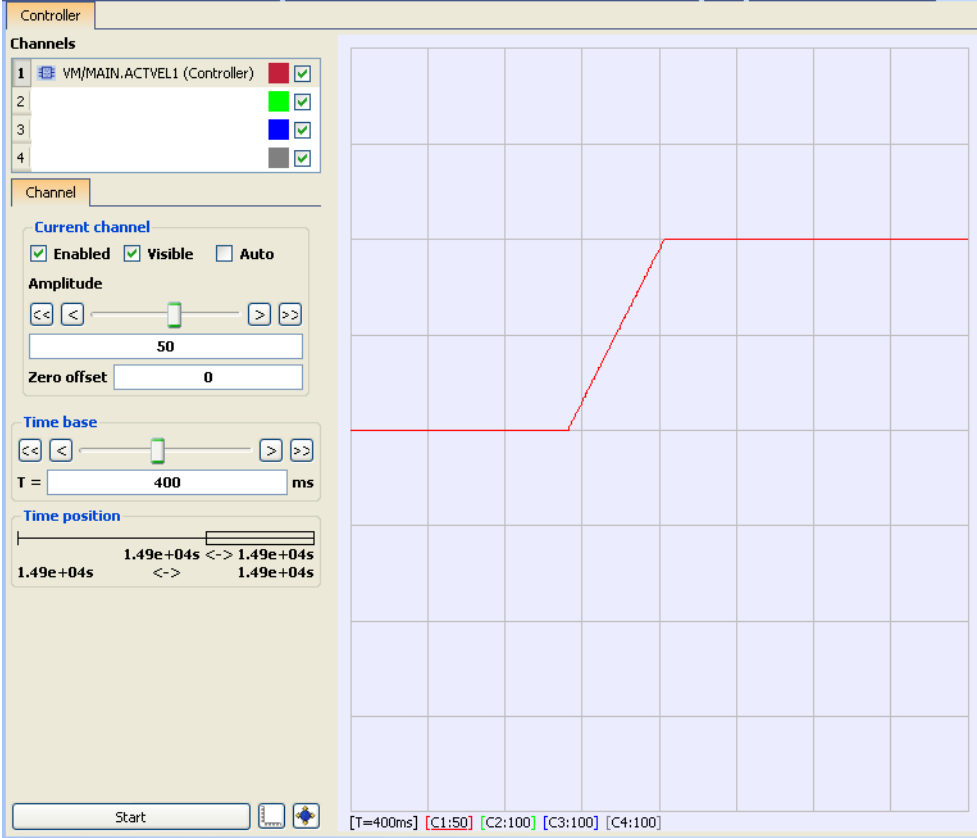 Controller
Channels
1 VM/MAIN.ACTVEL1 (Controller)
2
3
4
Channel
Current channel
Enabled Visible Auto
Amplitude
<< < > >>
50
Zero offset 0
Time base
<< < > >>
T = 400 ms
Time position
1.49e+04s <-> 1.49e+04s
1.49e+04s <-> 1.49e+04s
Start
[T=400ms] [C1:50] [C2:100] [C3:100] [C4:100]